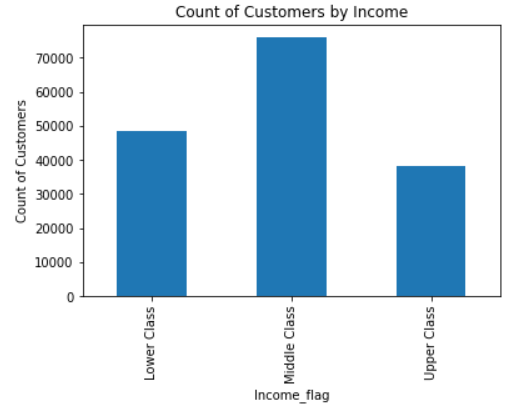 Count of Customers by Income
Count of Customers
70000
60000
50000
40000
30000
20000
10000
0
Lower Class
Middle Class
Upper Class
Income_flag